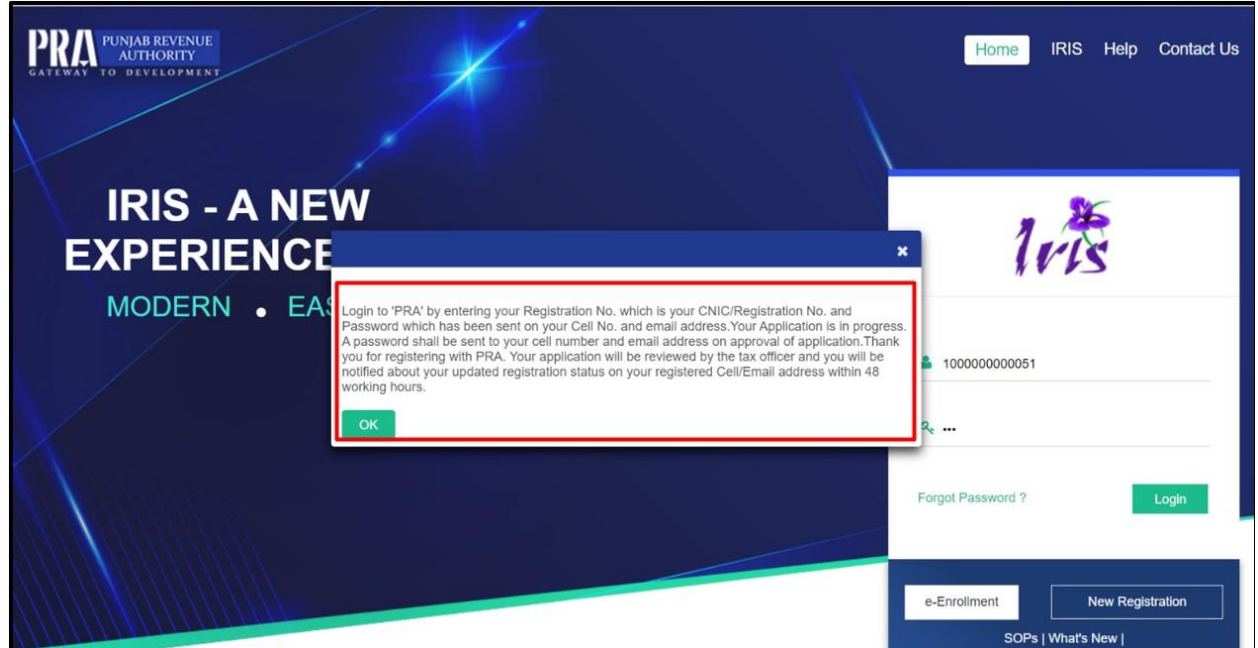 PRA PUNJAB REVENUE
AUTHORITY
GATEWAY TO DEVELOPMENT
Home IRIS Help Contact Us
IRIS - A NEW
EXPERIENCE
MODERN . EAS
Login to 'PRA' by entering your Registration No. which is your CNIC/Registration No. and
Password which has been sent on your Cell No. and email address.Your Application is in progress.
A password shall be sent to your cell number and email address on approval of application.Thank
you for registering with PRA. Your application will be reviewed by the tax officer and you will be
notified about your updated registration status on your registered Cell/Email address within 48
working hours.
OK
Iris
1000000000051
Forgot Password ?
Login
e-Enrollment
New Registration
SOPs | What's New |